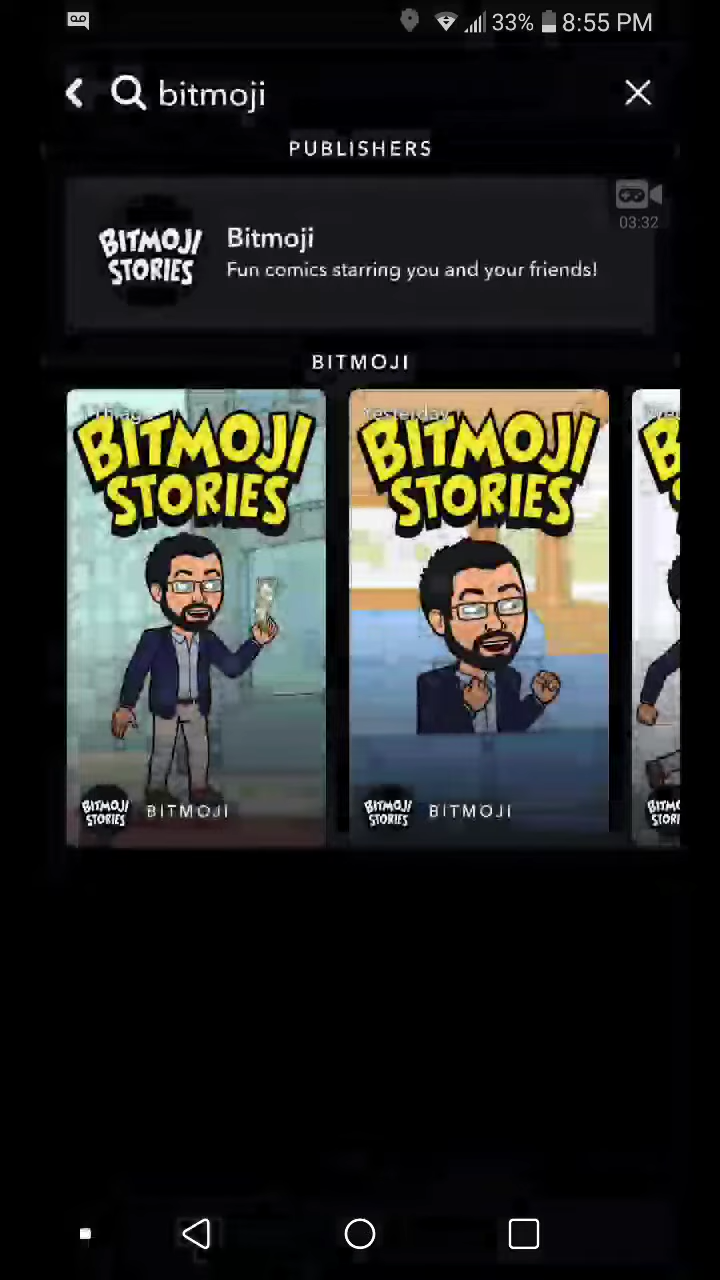 33% 8:55 PM
bitmoji
PUBLISHERS
03:32
BITMOJI
STORIES
Bitmoji
Fun comics starring you and your friends!
BITMOJI
Yesterday
BITMOJI
STORIES
BITMOJI
STORIES
BITMOJI
STORIES
BITMOJI
BITMOJI
STORIES
BITMOJI